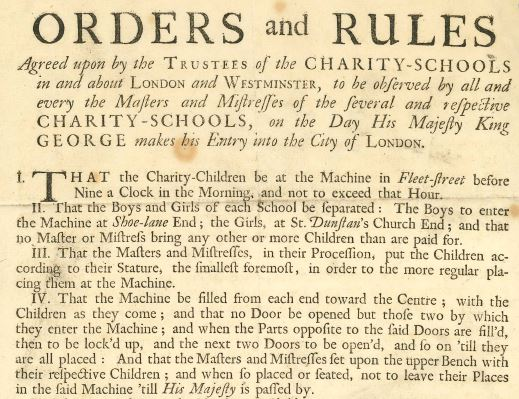 ORDERS and RULES
Agreed upon by the TRUSTEES of the CHARITY-SCHOOLS
in and about LONDON and WESTMINSTER, to be obſerved by all and
every the Maſters and Miſtreſſes of the ſeveral and reſpective
CHARITY-SCHOOLS, on the Day His Majeſty King
GEORGE makes his Entry into the City of LONDON.
I. THAT the Charity-Children be at the Machine in Fleet-ſtreet before
Nine a Clock in the Morning, and not to exceed that Hour.
II. That the Boys and Girls of each School be ſeparated: The Boys to enter
the Machine at Shoe-lane End; the Girls, at St. Dunſtan's Church End; and that
no Maſter or Miſtreſs bring any other or more Children than are paid for.
III. That the Maſters and Miſtreſſes, in their Proceſſion, put the Children ac-
cording to their Stature, the ſmalleſt foremoſt, in order to the more regular pla-
cing them at the Machine.
IV. That the Machine be filled from each end toward the Centre; with the
Children as they come; and that no Door be opened but thoſe two by which
they enter the Machine; and when the Parts oppoſite to the ſaid Doors are fill'd,
then to be lock'd up, and the next two Doors to be open'd, and ſo on 'till they
are all placed: And that the Maſters and Miſtreſſes ſet upon the upper Bench with
their reſpective Children; and when ſo placed or ſeated, not to leave their Places
in the ſaid Machine 'till His Majeſty is paſſed by.